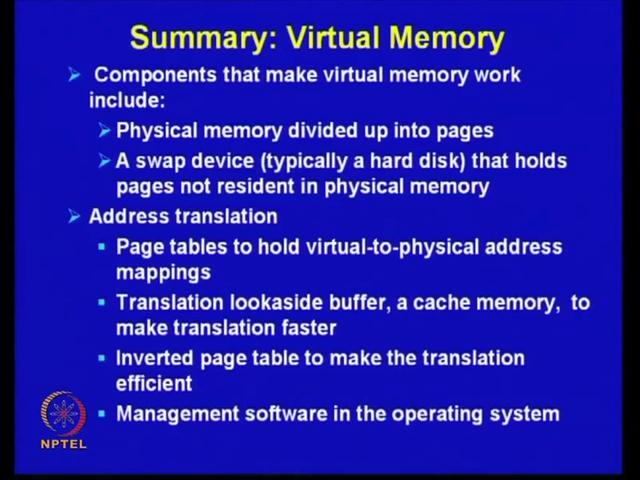 Summary: Virtual Memory
Components that make virtual memory work
include:
Physical memory divided up into pages
A swap device (typically a hard disk) that holds
pages not resident in physical memory
Address translation
Page tables to hold virtual-to-physical address
mappings
Translation lookaside buffer, a cache memory, to
make translation faster
Inverted page table to make the translation
efficient
Management software in the operating system
NPTEL